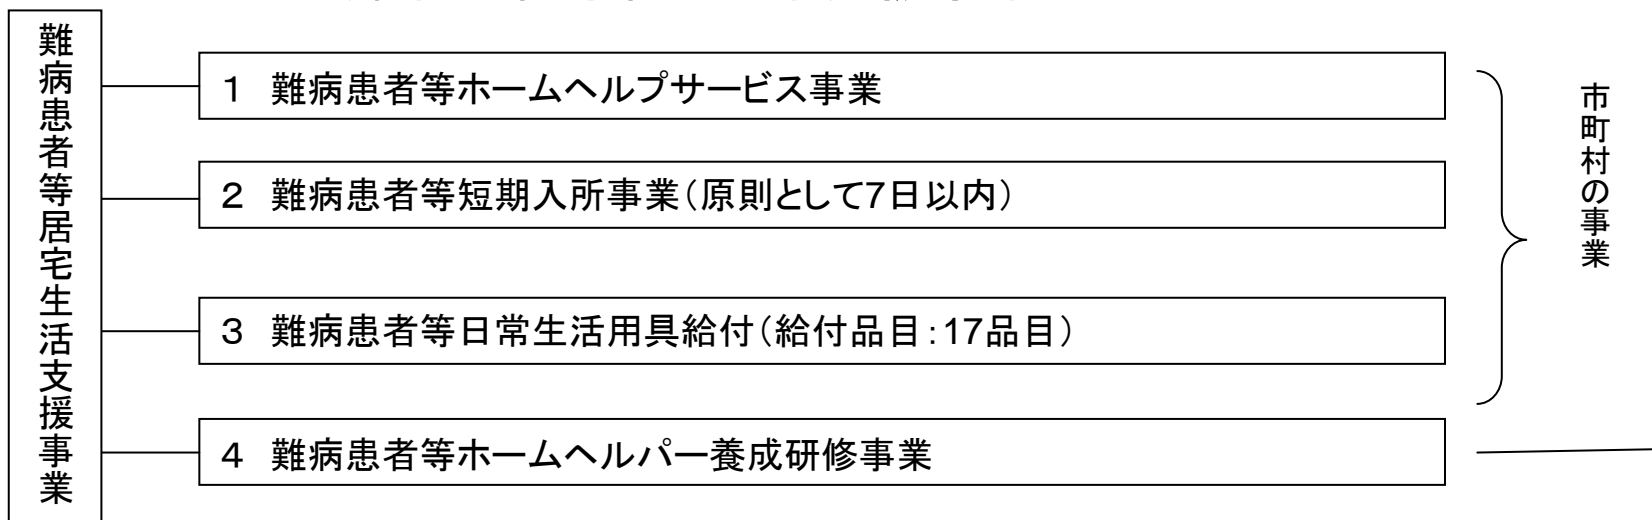 難病患者等居宅生活支援事業
1 難病患者等ホームヘルプサービス事業
2 難病患者等短期入所事業(原則として7日以内)
3 難病患者等日常生活用具給付(給付品目:17品目)
4 難病患者等ホームヘルパー養成研修事業
市町村の事業